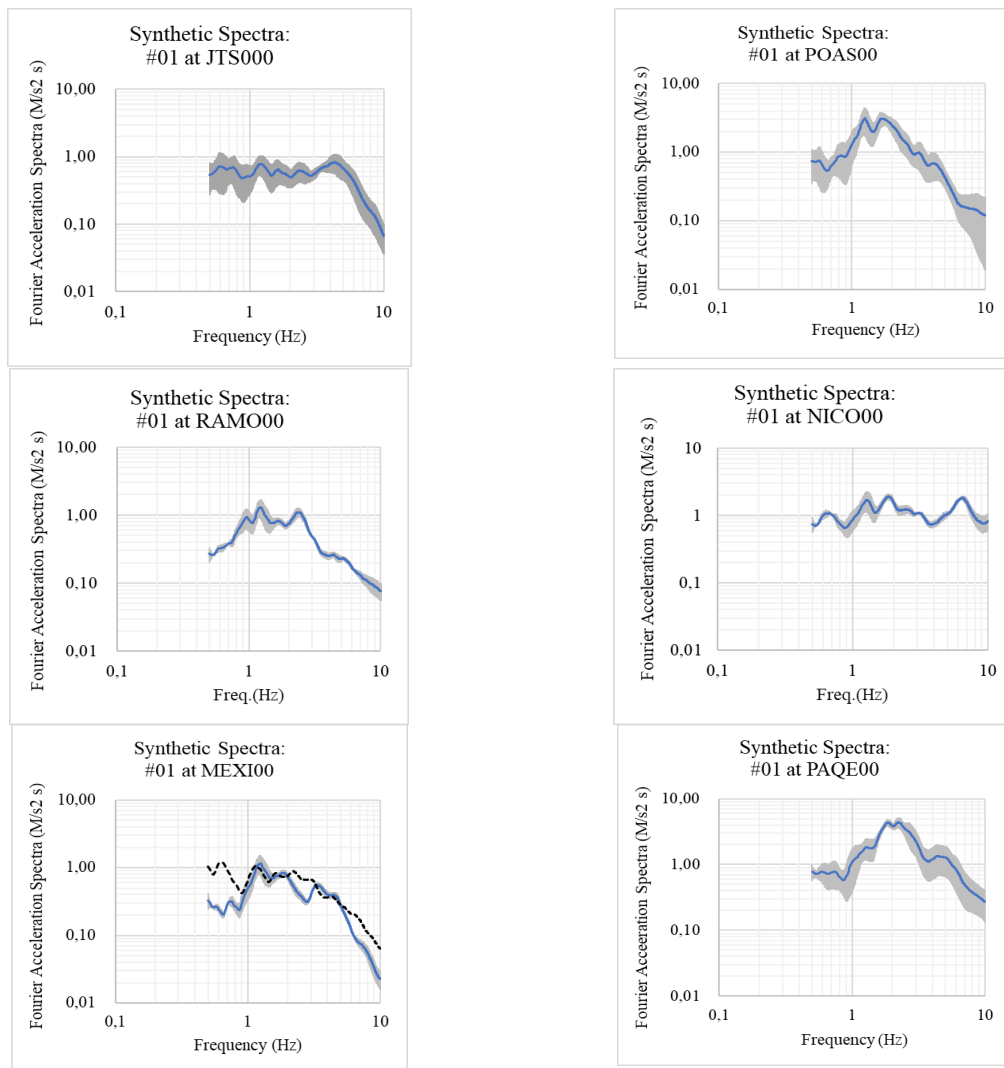 Synthetic Spectra:
#01 at JTS000
Fourier Acceleration Spectra (M/s2 s)
10,00
1,00
0,10
0,01
0,1
1
10
Frequency (Hz)
Synthetic Spectra:
#01 at POAS00
Fourier Acceleration Spectra (M/s2 s)
10,00
1.00
0,10
0,01
0,1
1
10
Frequency (Hz)
Synthetic Spectra:
#01 at RAMO00
Fourier Acceleration Spectra (M/s2 s)
10,00
1.00
0,10
0,01
0,1
1
10
Freq.(Hz)
Synthetic Spectra:
#01 at NICO00
Fourier Acceleration Spectra (M/s2 s)
10
1
0.1
0,01
0,1
1
10
Freq.(Hz)
Synthetic Spectra:
#01 at MEXI00
Fourier Acceleration Spectra (M/s2 s)
10,00
1.00
0,10
0,01
0,1
1
10
Frequency (Hz)
Synthetic Spectra:
#01 at PAQE00
Fourier Acceeration Spectra (M/s2 s)
10,00
1.00
0,10
0,01
0,1
1
10
Frequency (Hz)